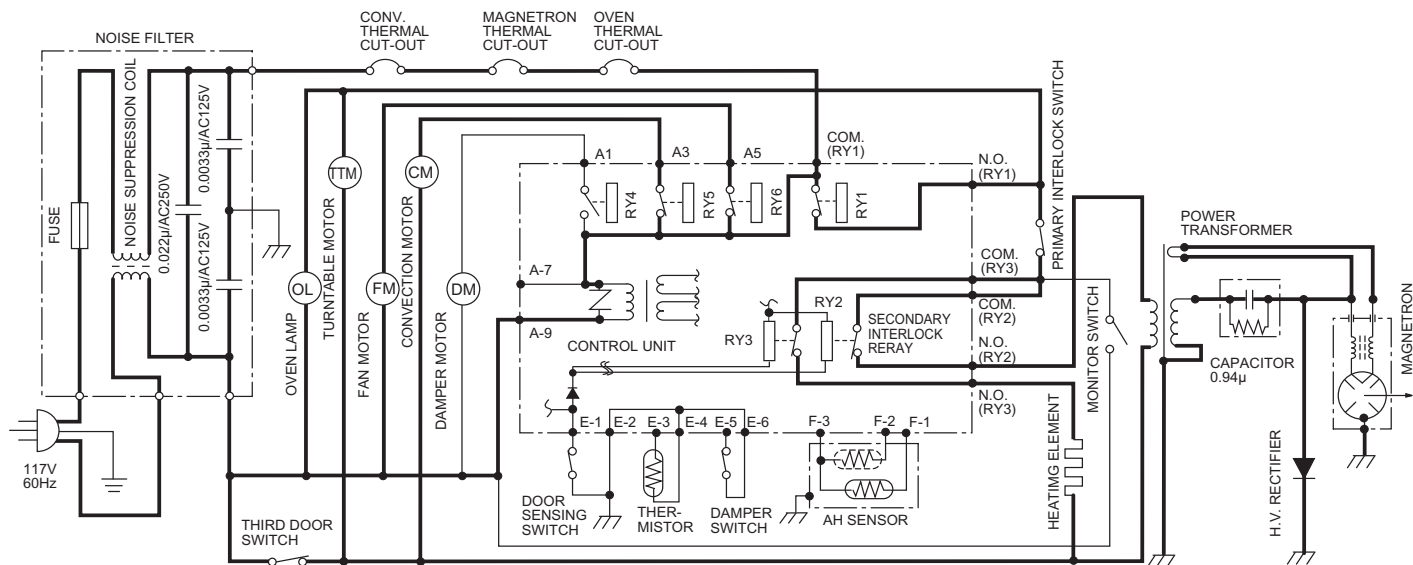 CONV.
THERMAL
CUT-OUT
MAGNETRON
THERMAL
CUT-OUT
OVEN
THERMAL
CUT-OUT
NOISE FILTER
FUSE
NOISE SUPPRESSION COIL
0.022μ/AC250V
0.0033μ/AC125V
0.0033μ/AC125V
117V
60Hz
OL
OVEN LAMP
TTM
TURNTABLE MOTOR
FM
FAN MOTOR
CM
CONVECTION MOTOR
DM
DAMPER MOTOR
A1
A3
A5
COM.
(RY1)
N.O.
(RY1)
RY4
RY5
RY6
RY1
PRIMARY INTERLOCK SWITCH
A-7
A-9
CONTROL UNIT
COM.
(RY3)
COM.
(RY2)
N.O.
(RY2)
N.O.
(RY3)
RY2
RY3
SECONDARY
INTERLOCK
RERAY
MONITOR SWITCH
POWER
TRANSFORMER
CAPACITOR
0.94μ
MAGNETRON
H.V. RECTIFIER
HEATIMG ELEMENT
E-1
E-2
E-3
E-4
E-5
E-6
F-3
F-2
F-1
DOOR
SENSING
SWITCH
THER-
MISTOR
DAMPER
SWITCH
AH SENSOR
THIRD DOOR
SWITCH